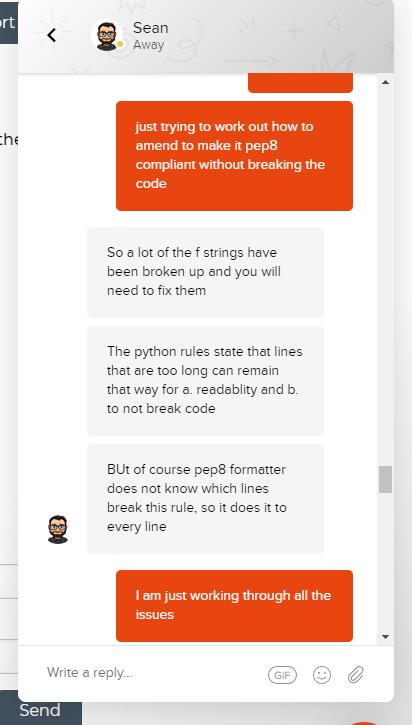 ort
Sean
Away
the
just trying to work out how to
amend to make it pep8
compliant without breaking the
code
So a lot of the f strings have
been broken up and you will
need to fix them
The python rules state that lines
that are too long can remain
that way for a. readablity and b.
to not break code
BUt of course pep8 formatter
does not know which lines
break this rule, so it does it to
every line
I am just working through all the
issues
Write a reply...
GIF
Send